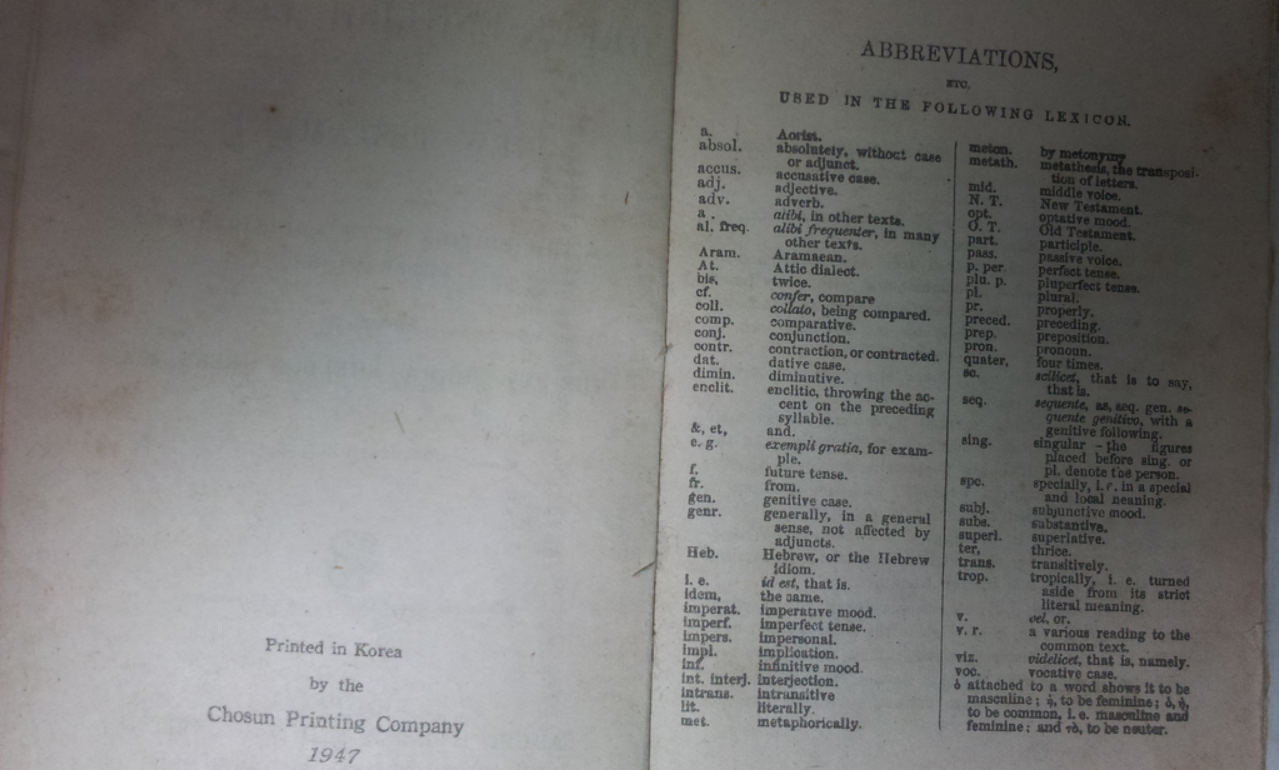 Printed in Korea
by the
Chosun Printing Company
1947
ABBREVIATIONS,
ETC,
USED IN THE FOLLOWING LEXICON.
a. Aorist.
absol. absolutely, without case
or adjunct.
accus. accusative case.
adj. adjective.
adv. adverb.
a . alibi, in other texts.
al. freq. alibi frequenter, in many
other texts.
Aram. Aramaean.
At. Attic dialect.
bis, twice.
cf. confer, compare
coll. collato, being compared.
comp. comparative.
conj. conjunction.
contr. contraction, or contracted.
dat. dative case.
dimin. diminutive.
enclit. enclitic, throwing the ac-
cent on the preceding
syllable.
&, et, and.
e. g. exempli gratia, for exam-
ple.
f. future tense.
fr. from.
gen. genitive case.
genr. generally, in a general
sense, not affected by
adjuncts.
Heb. Hebrew, or the Hebrew
idiom.
i. e. id est, that is.
idem, the same.
imperat. imperative mood.
imperf. imperfect tense.
impers. impersonal.
impl. implication.
inf. infinitive mood.
int. interj. interjection.
intrans. intransitive
lit. literally.
met. metaphorically.
meton. by metonymy
metath. metathesis, the transposi-
tion of letters.
mid. middle voice.
N. T. New Testament.
opt. optative mood.
O. T. Old Testament.
part. participle.
pass. passive voice.
p. per. perfect tense.
plu. p. pluperfect tense.
pl. plural.
pr. properly.
preced. preceding.
prep. preposition.
pron. pronoun.
quater, four times.
sc. scilicet, that is to say,
that is.
seq. sequente, as, seq. gen. se-
quente genitivo, with a
genitive following.
sing. singular - the figures
placed before sing. or
pl. denote the person.
spc. specially, i. e. in a special
and local neaning.
subj. subjunctive mood.
subs. substantive.
superl. superlative.
ter, thrice.
trans. transitively.
trop. tropically, i. e. turned
aside from its strict
literal meaning.
v. vel, or.
v. r. a various reading to the
common text.
viz. videlicet, that is, namely.
voc. vocative case.
ὁ attached to a word shows it to be
masculine; ἡ, to be feminine; ὁ, ἡ,
to be common, i. e. masculine and
feminine: and τὸ, to be neuter.